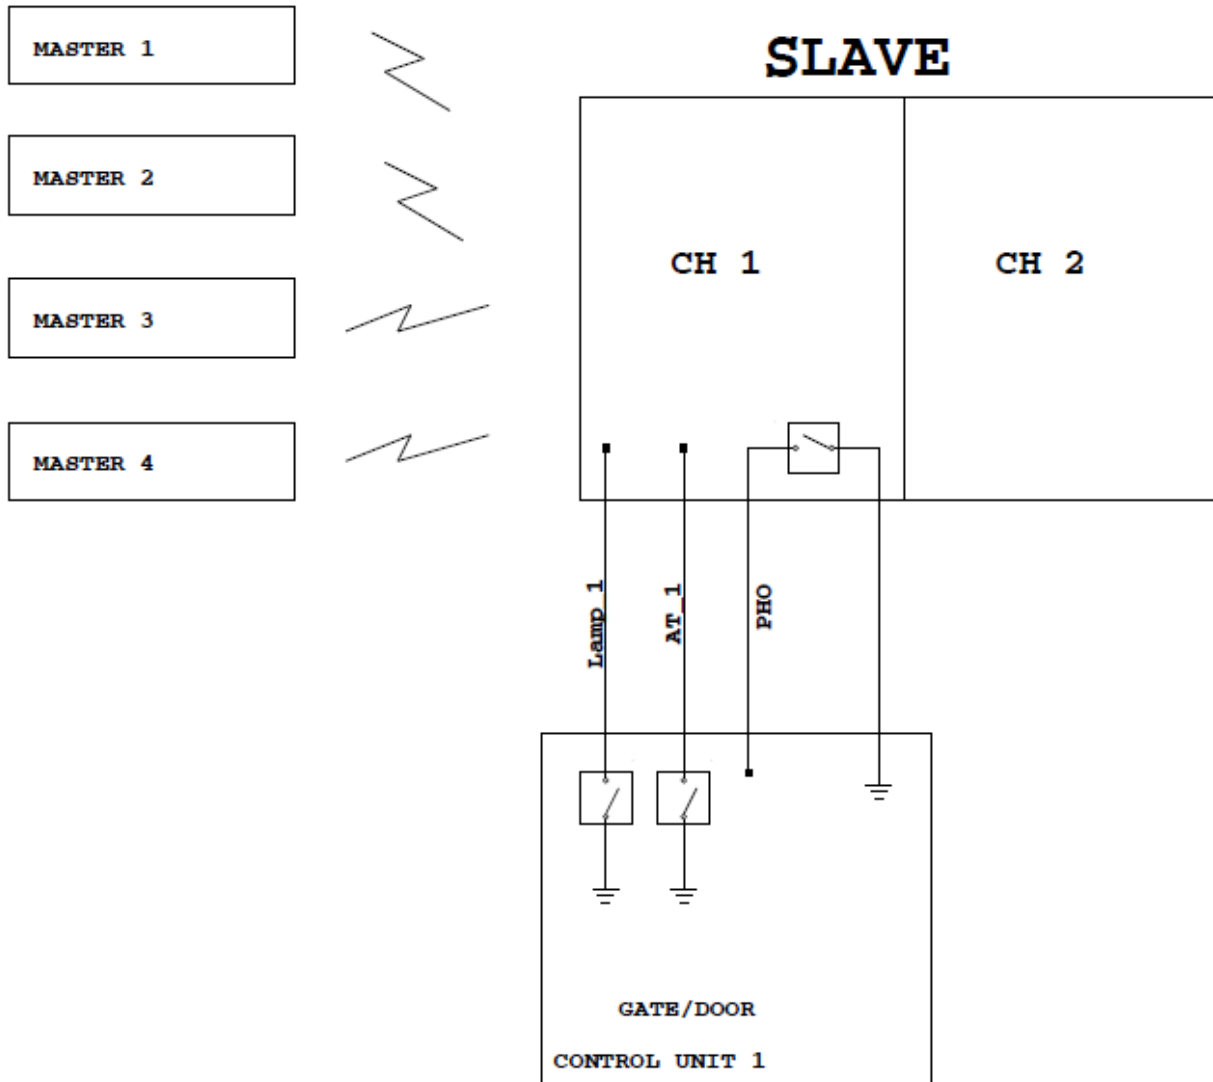 MASTER 1
SLAVE
MASTER 2
CH 1
CH 2
MASTER 3
MASTER 4
Lamp_1
AT_1
PHO
GATE/DOOR
CONTROL UNIT 1